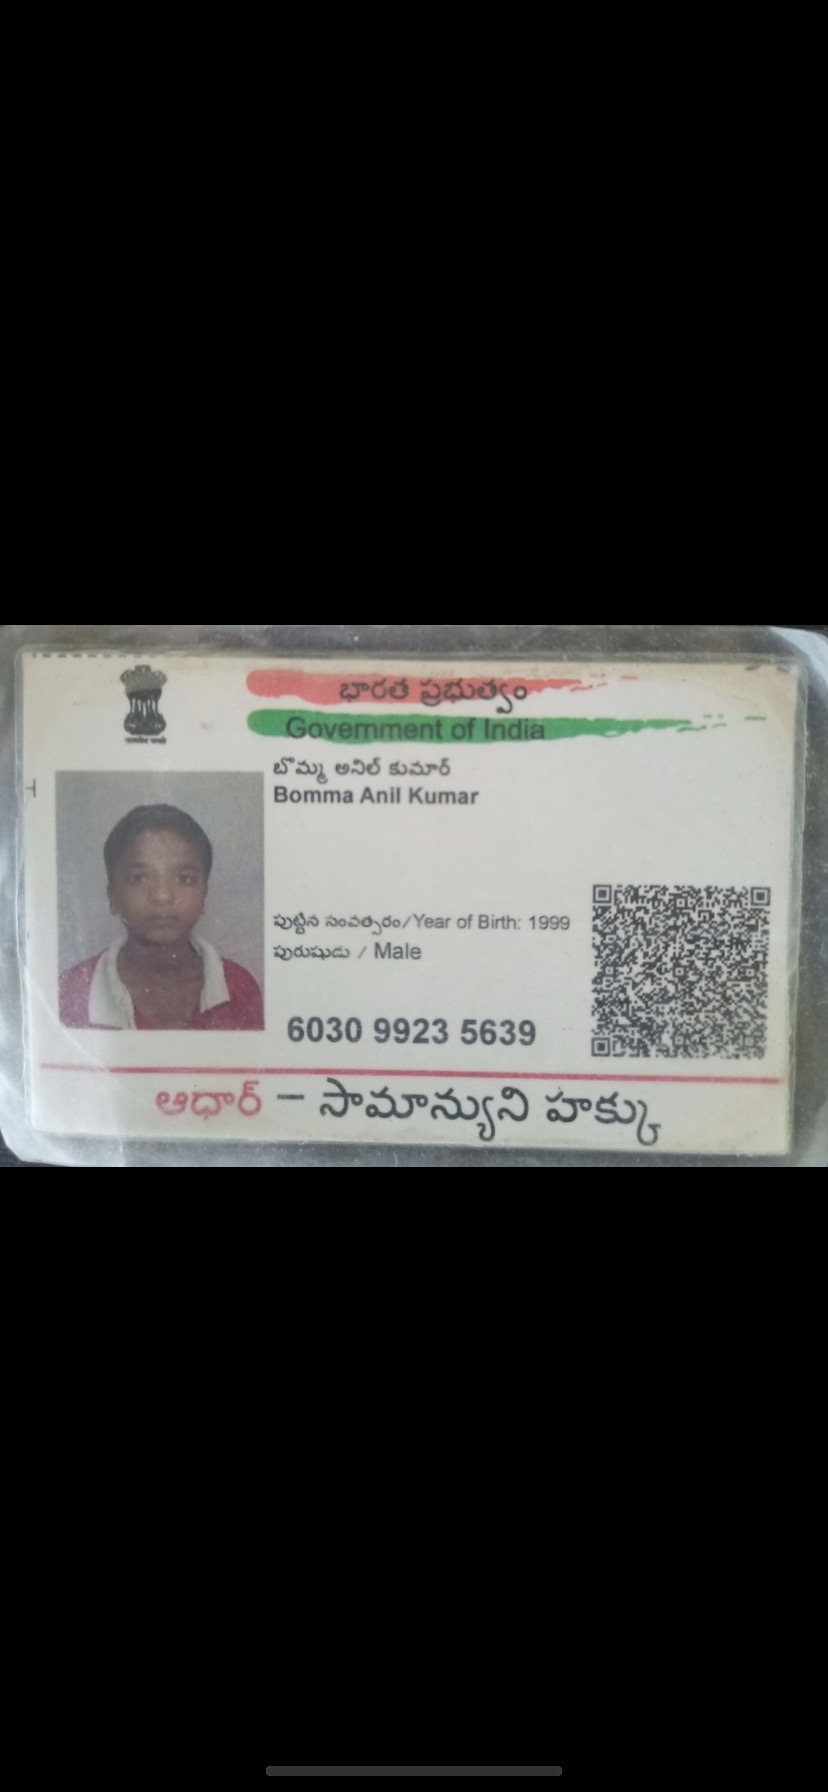 భారత ప్రభుత్వం
Government of India
బొమ్మ అనిల్ కుమార్
Bomma Anil Kumar
పుట్టిన సంవత్సరం/Year of Birth: 1999
పురుషుడు / Male
6030 9923 5639
ఆధార్ – సామాన్యుని హక్కు